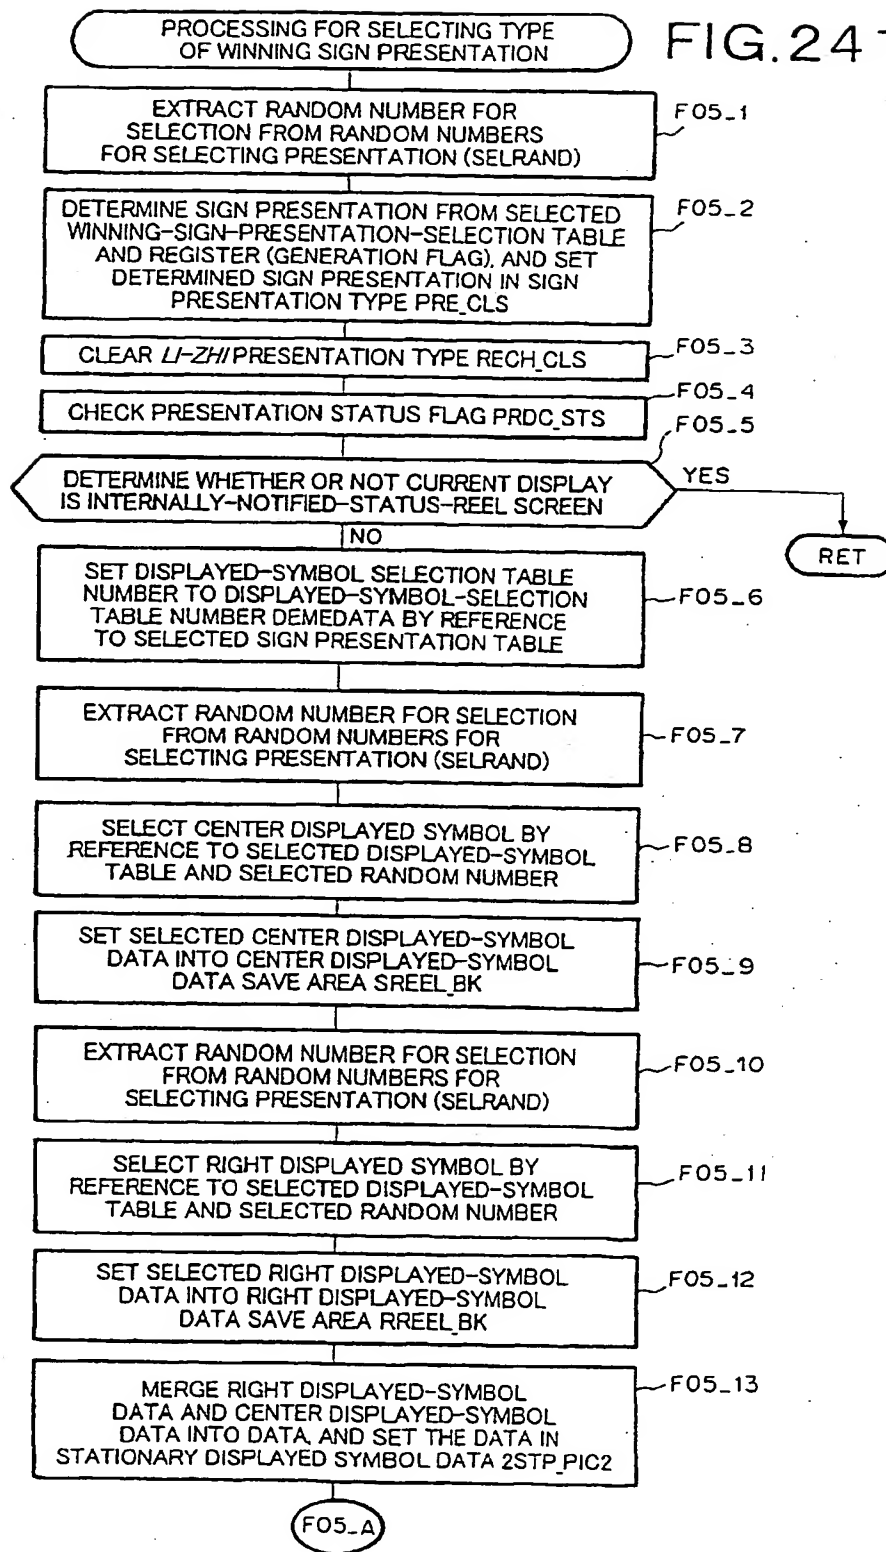 PROCESSING FOR SELECTING TYPE
OF WINNING SIGN PRESENTATION
FIG.24
EXTRACT RANDOM NUMBER FOR
SELECTION FROM RANDOM NUMBERS
FOR SELECTING PRESENTATION (SELRAND)
F05_1
DETERMINE SIGN PRESENTATION FROM SELECTED
WINNING-SIGN-PRESENTATION-SELECTION TABLE
AND REGISTER (GENERATION FLAG), AND SET
DETERMINED SIGN PRESENTATION IN SIGN
PRESENTATION TYPE PRE_CLS
F05_2
CLEAR LI-ZHI PRESENTATION TYPE RECH_CLS
F05_3
CHECK PRESENTATION STATUS FLAG PRDC_STS
F05_4
F05_5
DETERMINE WHETHER OR NOT CURRENT DISPLAY
IS INTERNALLY-NOTIFIED-STATUS-REEL SCREEN
YES
RET
NO
SET DISPLAYED-SYMBOL SELECTION TABLE
NUMBER TO DISPLAYED-SYMBOL-SELECTION
TABLE NUMBER DEMEDATA BY REFERENCE
TO SELECTED SIGN PRESENTATION TABLE
F05_6
EXTRACT RANDOM NUMBER FOR SELECTION
FROM RANDOM NUMBERS FOR
SELECTING PRESENTATION (SELRAND)
F05_7
SELECT CENTER DISPLAYED SYMBOL BY
REFERENCE TO SELECTED DISPLAYED-SYMBOL
TABLE AND SELECTED RANDOM NUMBER
F05_8
SET SELECTED CENTER DISPLAYED-SYMBOL
DATA INTO CENTER DISPLAYED-SYMBOL
DATA SAVE AREA SREEL_BK
F05_9
EXTRACT RANDOM NUMBER FOR SELECTION
FROM RANDOM NUMBERS FOR
SELECTING PRESENTATION (SELRAND)
F05_10
SELECT RIGHT DISPLAYED SYMBOL BY
REFERENCE TO SELECTED DISPLAYED-SYMBOL
TABLE AND SELECTED RANDOM NUMBER
F05_11
SET SELECTED RIGHT DISPLAYED-SYMBOL
DATA INTO RIGHT DISPLAYED-SYMBOL
DATA SAVE AREA RREEL_BK
F05_12
MERGE RIGHT DISPLAYED-SYMBOL
DATA AND CENTER DISPLAYED-SYMBOL
DATA INTO DATA, AND SET THE DATA IN
STATIONARY DISPLAYED SYMBOL DATA 2STP_PIC2
F05_13
F05_A